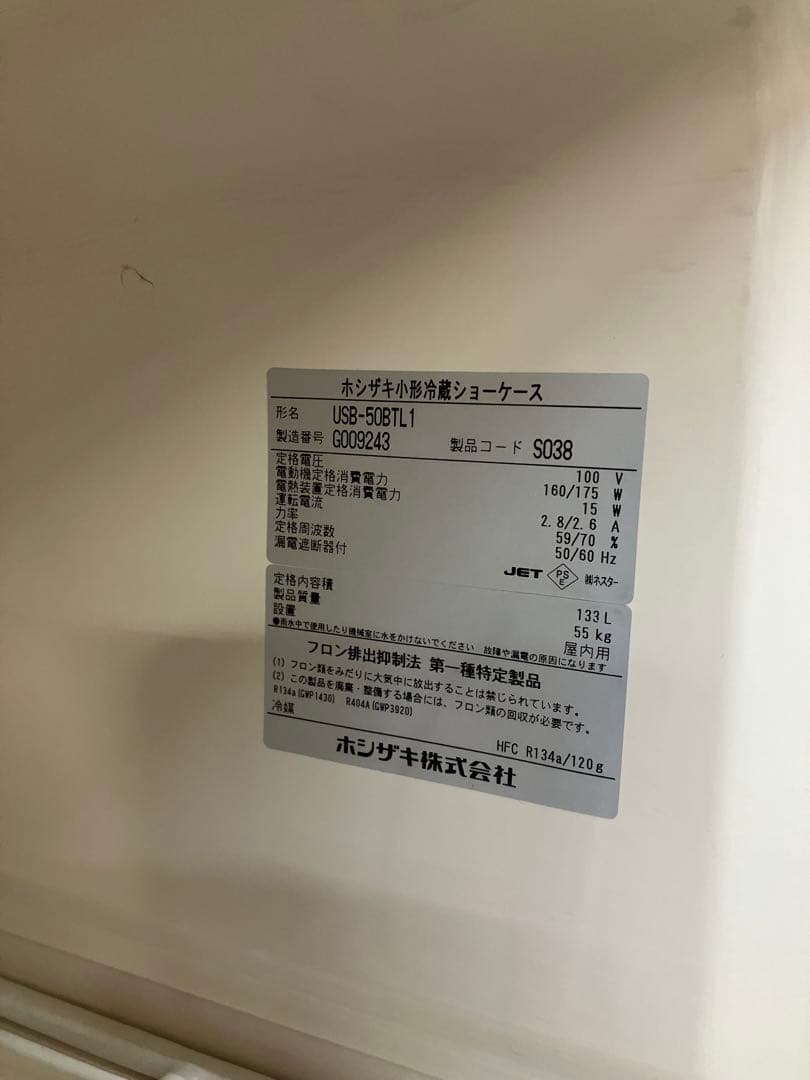 ホシザキ小形冷蔵ショーケース
形名 USB-50BTL1
製造番号 G009243 製品コード S038
定格電圧 100 V
電動機定格消費電力 160/175 W
電熱装置定格消費電力 15 W
運転電流 2.8/2.6 A
力率 59/70 %
定格周波数 50/60 Hz
漏電遮断器付
JET PS E ㈱ネスター
定格内容積 133 L
製品質量 55 kg
設置 屋内用
●雨水中で使用したり機械室に水をかけないでください 故障や漏電の原因になります
フロン排出抑制法 第一種特定製品
(1) フロン類をみだりに大気中に放出することは禁じられています。
(2) この製品を廃棄・整備する場合には、フロン類の回収が必要です。
R134a(GWP1430) R404A(GWP3920)
冷媒 HFC R134a/120g
ホシザキ株式会社